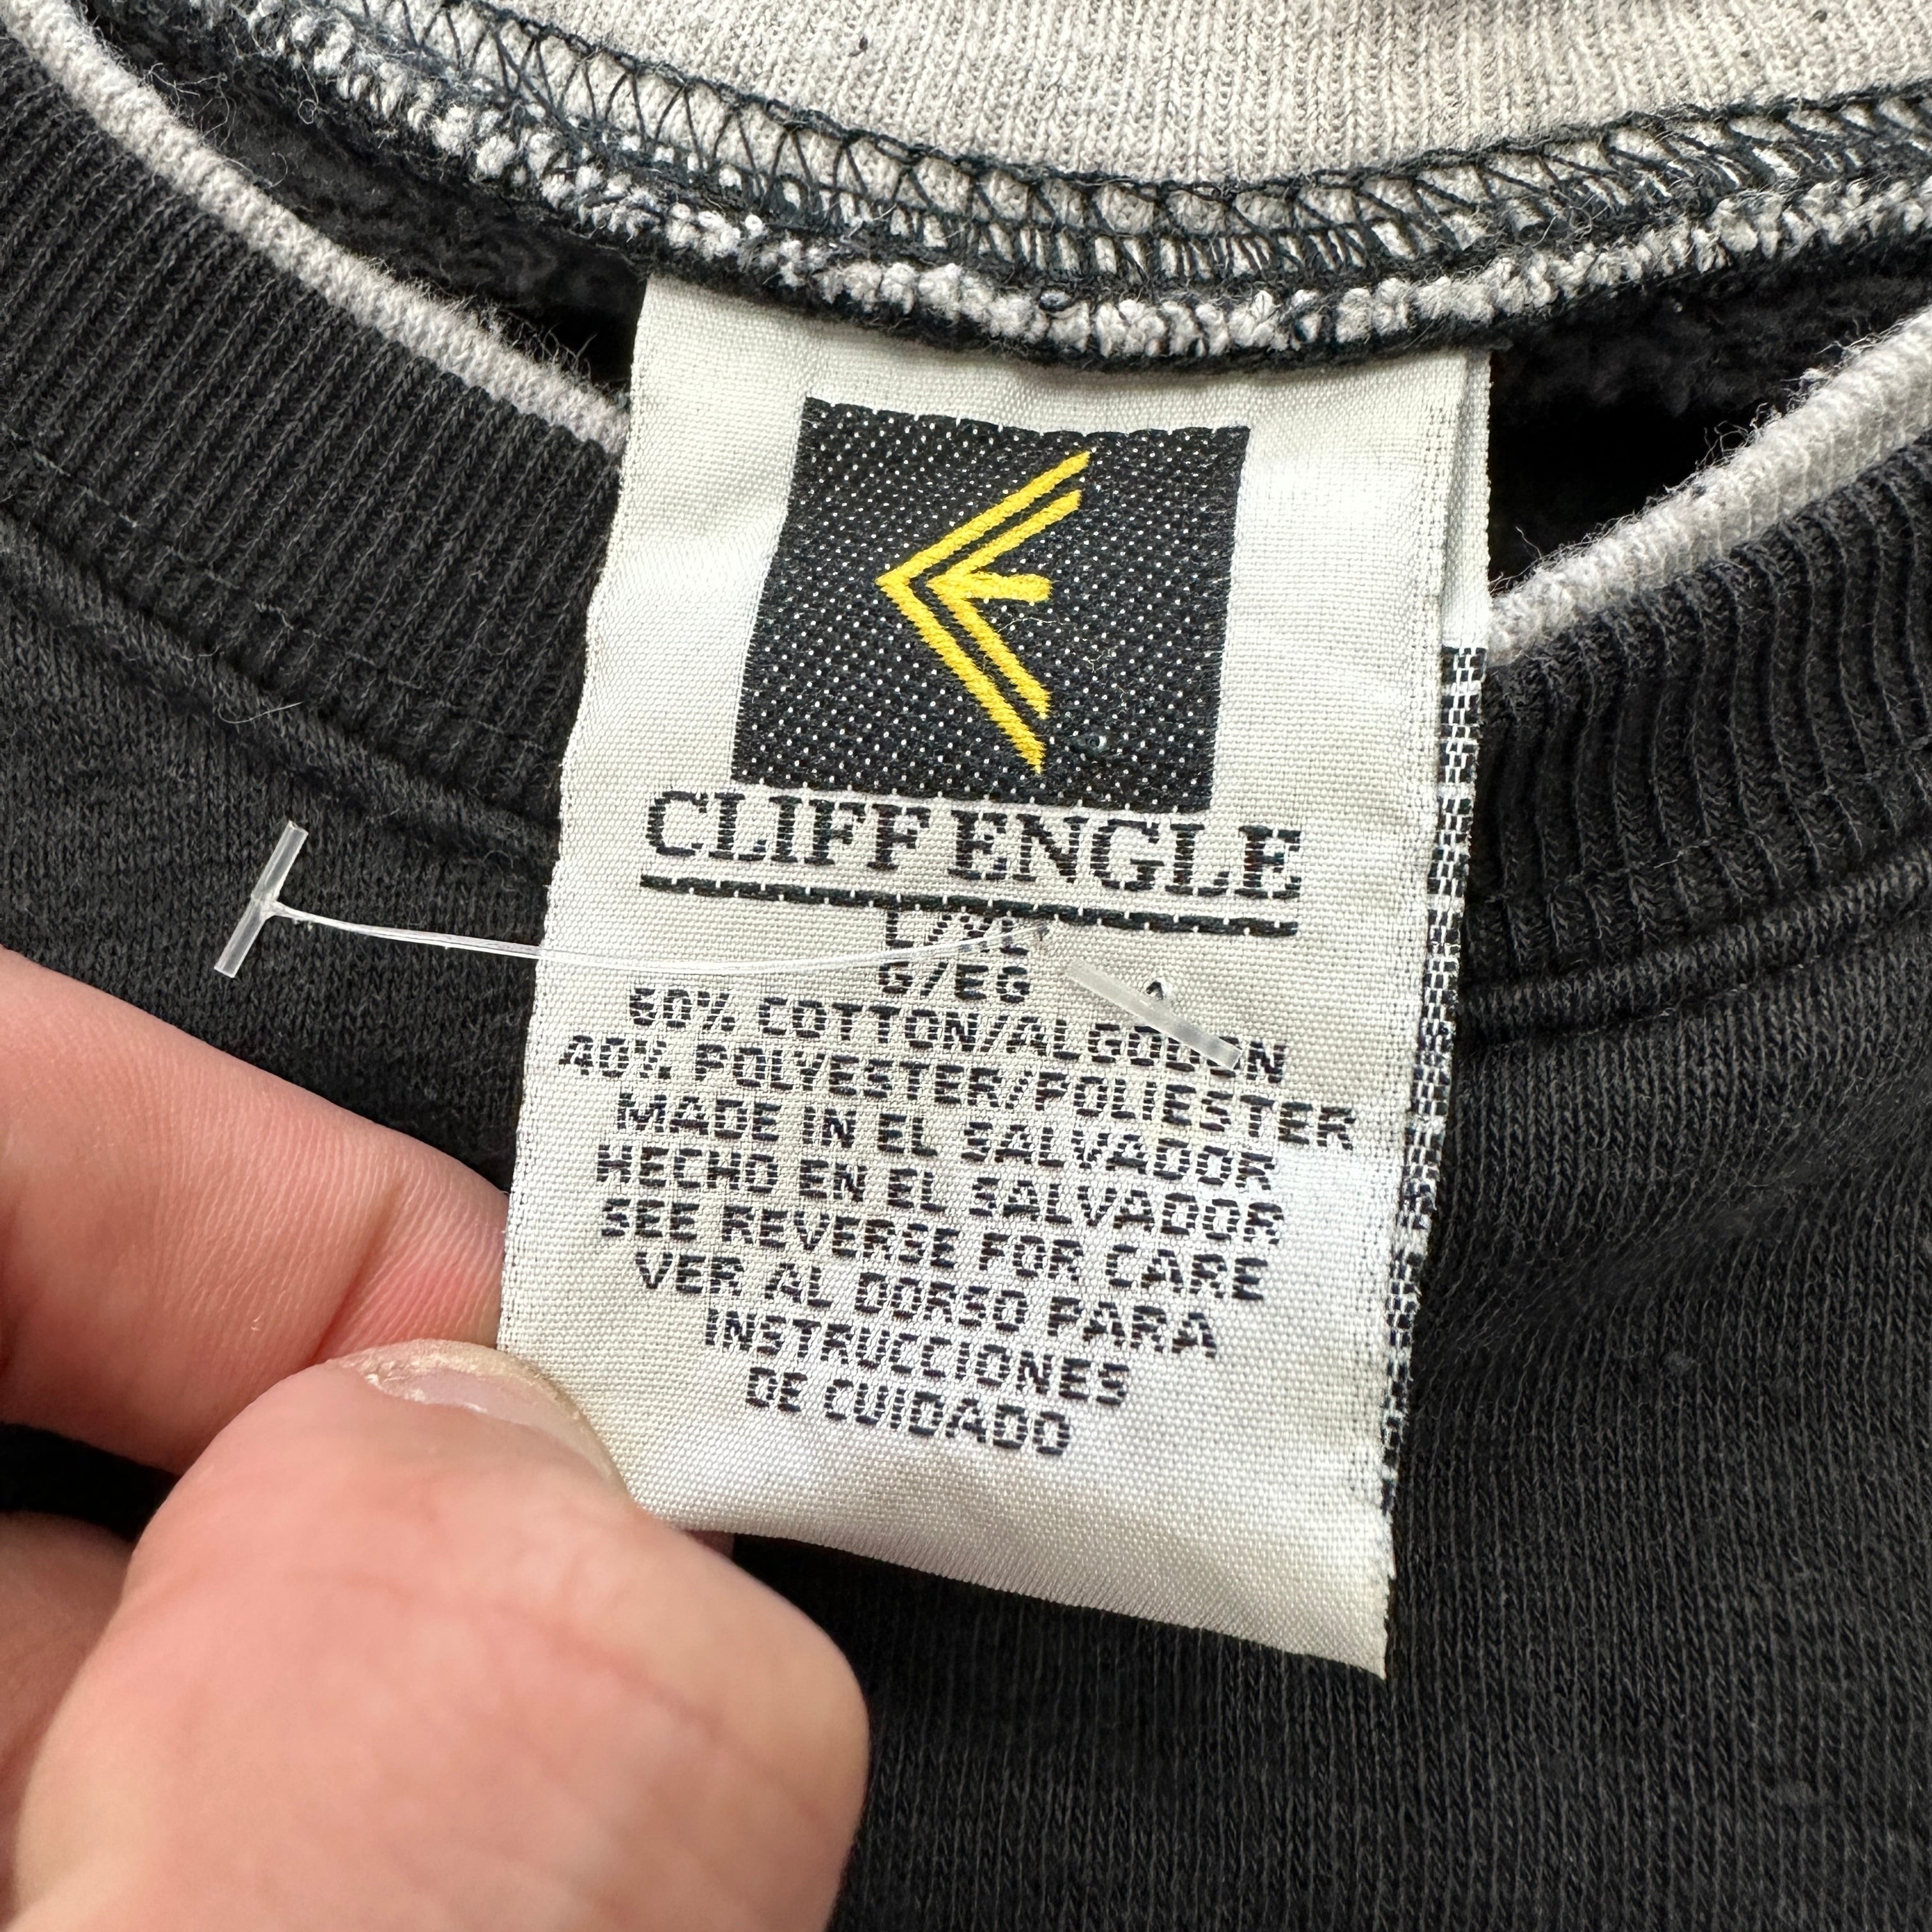 CLIFF ENGLE
L/XL
G/EG
60% COTTON/ALGODON
40% POLYESTER/POLIESTER
MADE IN EL SALVADOR
HECHO EN EL SALVADOR
SEE REVERSE FOR CARE
VER AL DORSO PARA
INSTRUCCIONES
DE CUIDADO